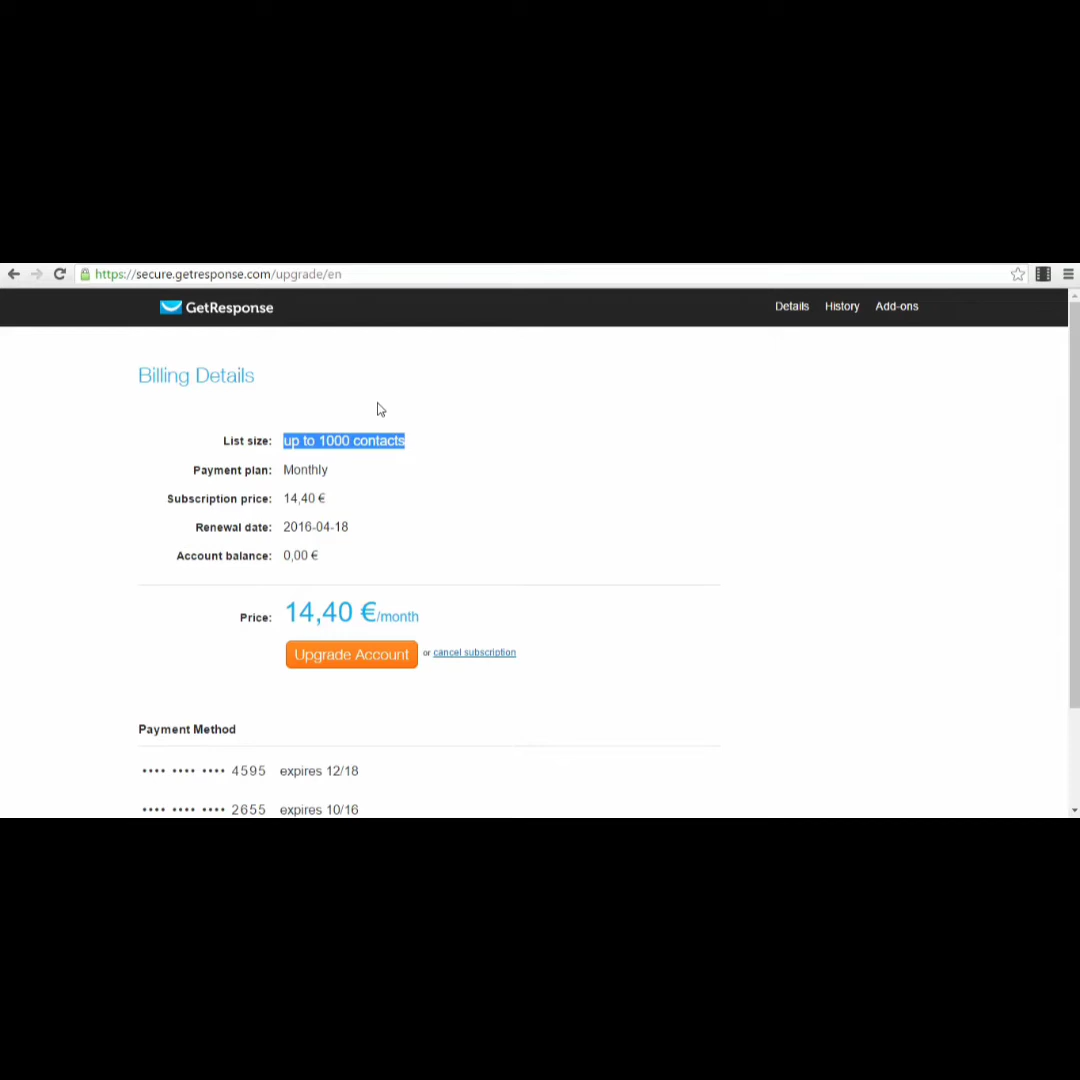 https://secure.getresponse.com/upgrade/en
GetResponse Details History Add-ons
Billing Details
List size: up to 1000 contacts
Payment plan: Monthly
Subscription price: 14,40 €
Renewal date: 2016-04-18
Account balance: 0,00 €
Price: 14,40 €/month
Upgrade Account or cancel subscription
Payment Method
•••• •••• •••• 4595 expires 12/18
•••• •••• •••• 2655 expires 10/16